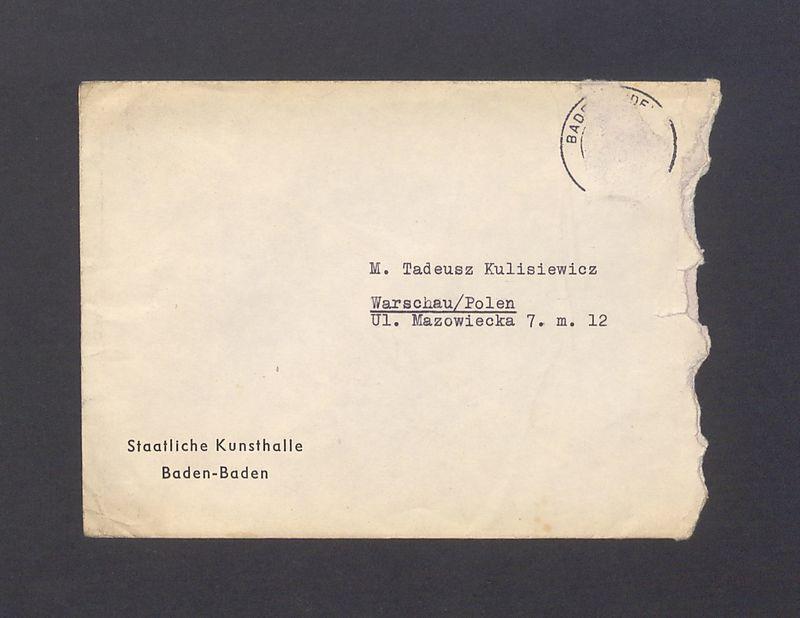 M. Tadeusz Kulisiewicz
Warschau/Polen
Ul. Mazowiecka 7. m. 12
Staatliche Kunsthalle
Baden-Baden